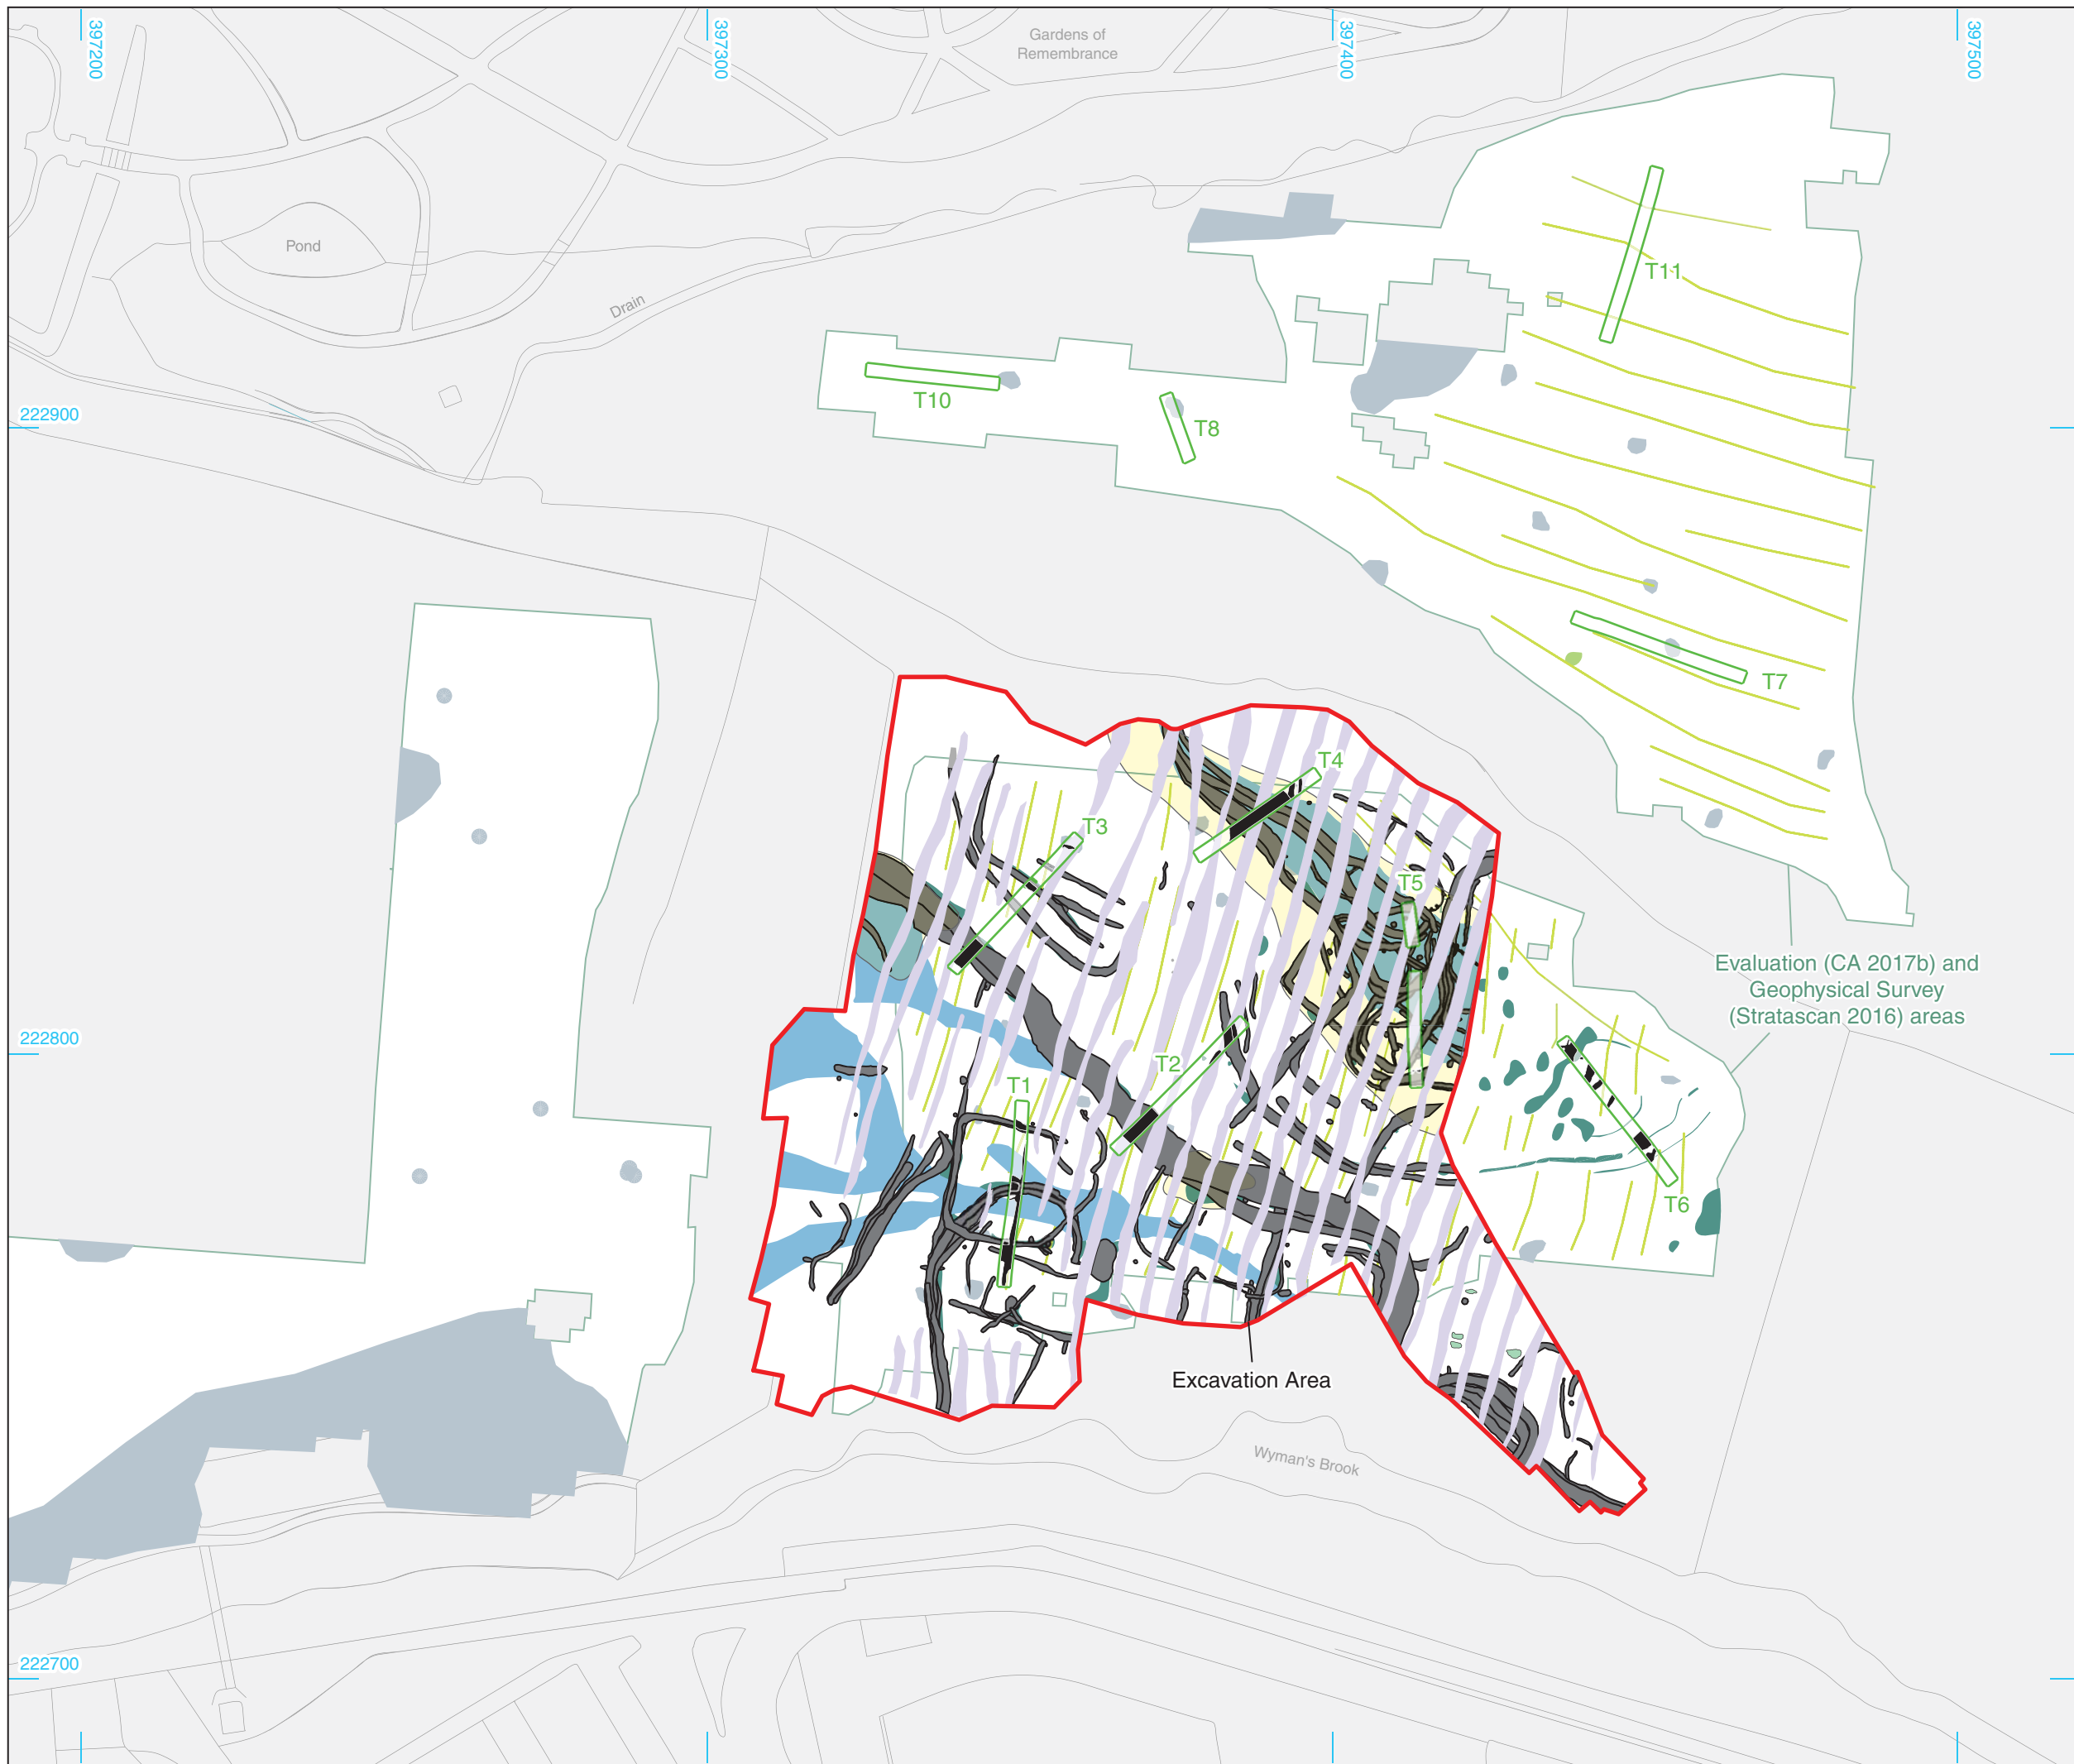 397200
397300
397400
397500
Gardens of
Remembrance
Pond
Drain
T11
T10
T8
222900
T7
T4
T3
T5
Evaluation (CA 2017b) and
Geophysical Survey
(Stratascan 2016) areas
222800
T2
T1
T6
Excavation Area
Wyman's Brook
222700